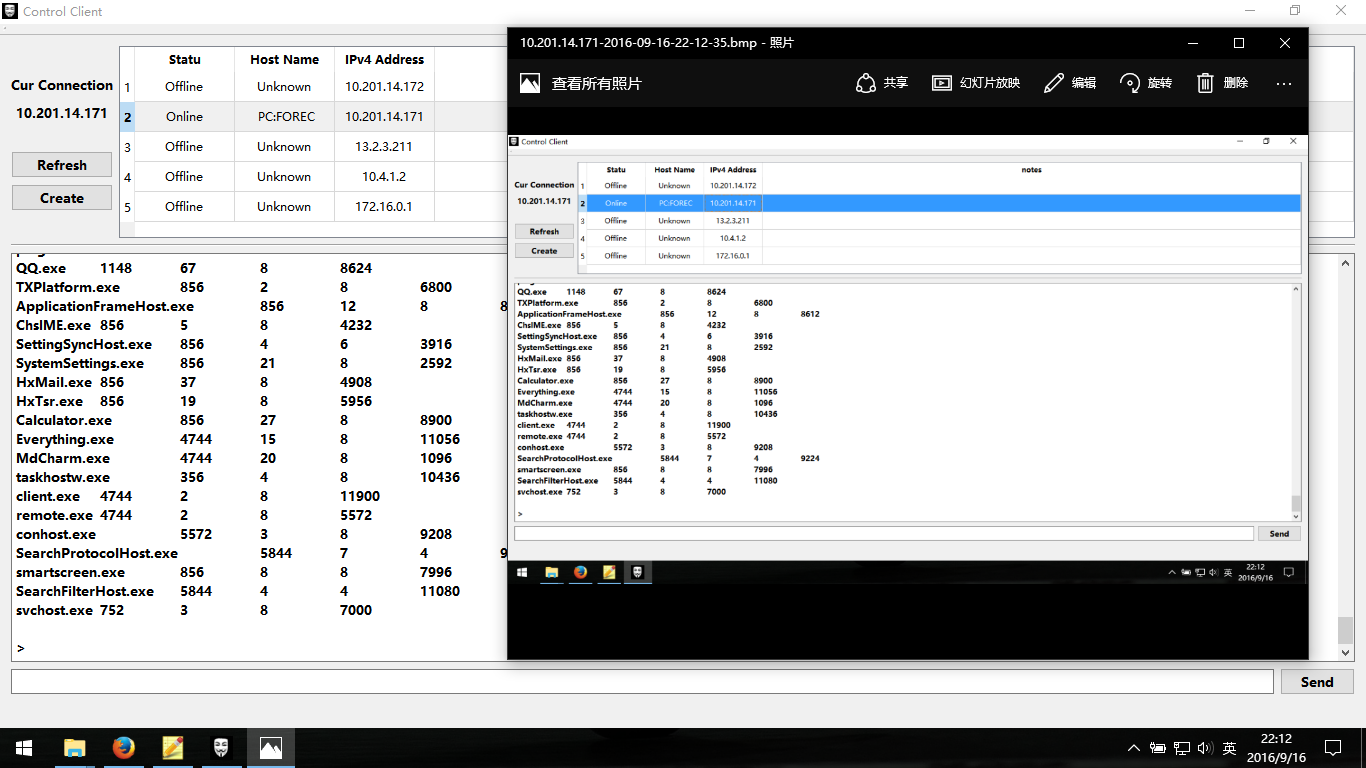 Control Client
Cur Connection
10.201.14.171
Refresh
Create
Statu Host Name IPv4 Address
1 Offline Unknown 10.201.14.172
2 Online PC:FOREC 10.201.14.171
3 Offline Unknown 13.2.3.211
4 Offline Unknown 10.4.1.2
5 Offline Unknown 172.16.0.1
QQ.exe 1148 67 8 8624
TXPlatform.exe 856 2 8 6800
ApplicationFrameHost.exe 856 12 8 8
ChsIME.exe 856 5 8 4232
SettingSyncHost.exe 856 4 6 3916
SystemSettings.exe 856 21 8 2592
HxMail.exe 856 37 8 4908
HxTsr.exe 856 19 8 5956
Calculator.exe 856 27 8 8900
Everything.exe 4744 15 8 11056
MdCharm.exe 4744 20 8 1096
taskhostw.exe 356 4 8 10436
client.exe 4744 2 8 11900
remote.exe 4744 2 8 5572
conhost.exe 5572 3 8 9208
SearchProtocolHost.exe 5844 7 4 9
smartscreen.exe 856 8 8 7996
SearchFilterHost.exe 5844 4 4 11080
svchost.exe 752 3 8 7000
>
Send
10.201.14.171-2016-09-16-22-12-35.bmp - 照片
查看所有照片 共享 幻灯片放映 编辑 旋转 删除 ...
Control Client
Cur Connection
10.201.14.171
Refresh
Create
Statu Host Name IPv4 Address notes
1 Offline Unknown 10.201.14.172
2 Online PC:FOREC 10.201.14.171
3 Offline Unknown 13.2.3.211
4 Offline Unknown 10.4.1.2
5 Offline Unknown 172.16.0.1
QQ.exe 1148 67 8 8624
TXPlatform.exe 856 2 8 6800
ApplicationFrameHost.exe 856 12 8 8612
ChsIME.exe 856 5 8 4232
SettingSyncHost.exe 856 4 6 3916
SystemSettings.exe 856 21 8 2592
HxMail.exe 856 37 8 4908
HxTsr.exe 856 19 8 5956
Calculator.exe 856 27 8 8900
Everything.exe 4744 15 8 11056
MdCharm.exe 4744 20 8 1096
taskhostw.exe 356 4 8 10436
client.exe 4744 2 8 11900
remote.exe 4744 2 8 5572
conhost.exe 5572 3 8 9208
SearchProtocolHost.exe 5844 7 4 9224
smartscreen.exe 856 8 8 7996
SearchFilterHost.exe 5844 4 4 11080
svchost.exe 752 3 8 7000
>
Send
英 22:12
2016/9/16
英 22:12
2016/9/16